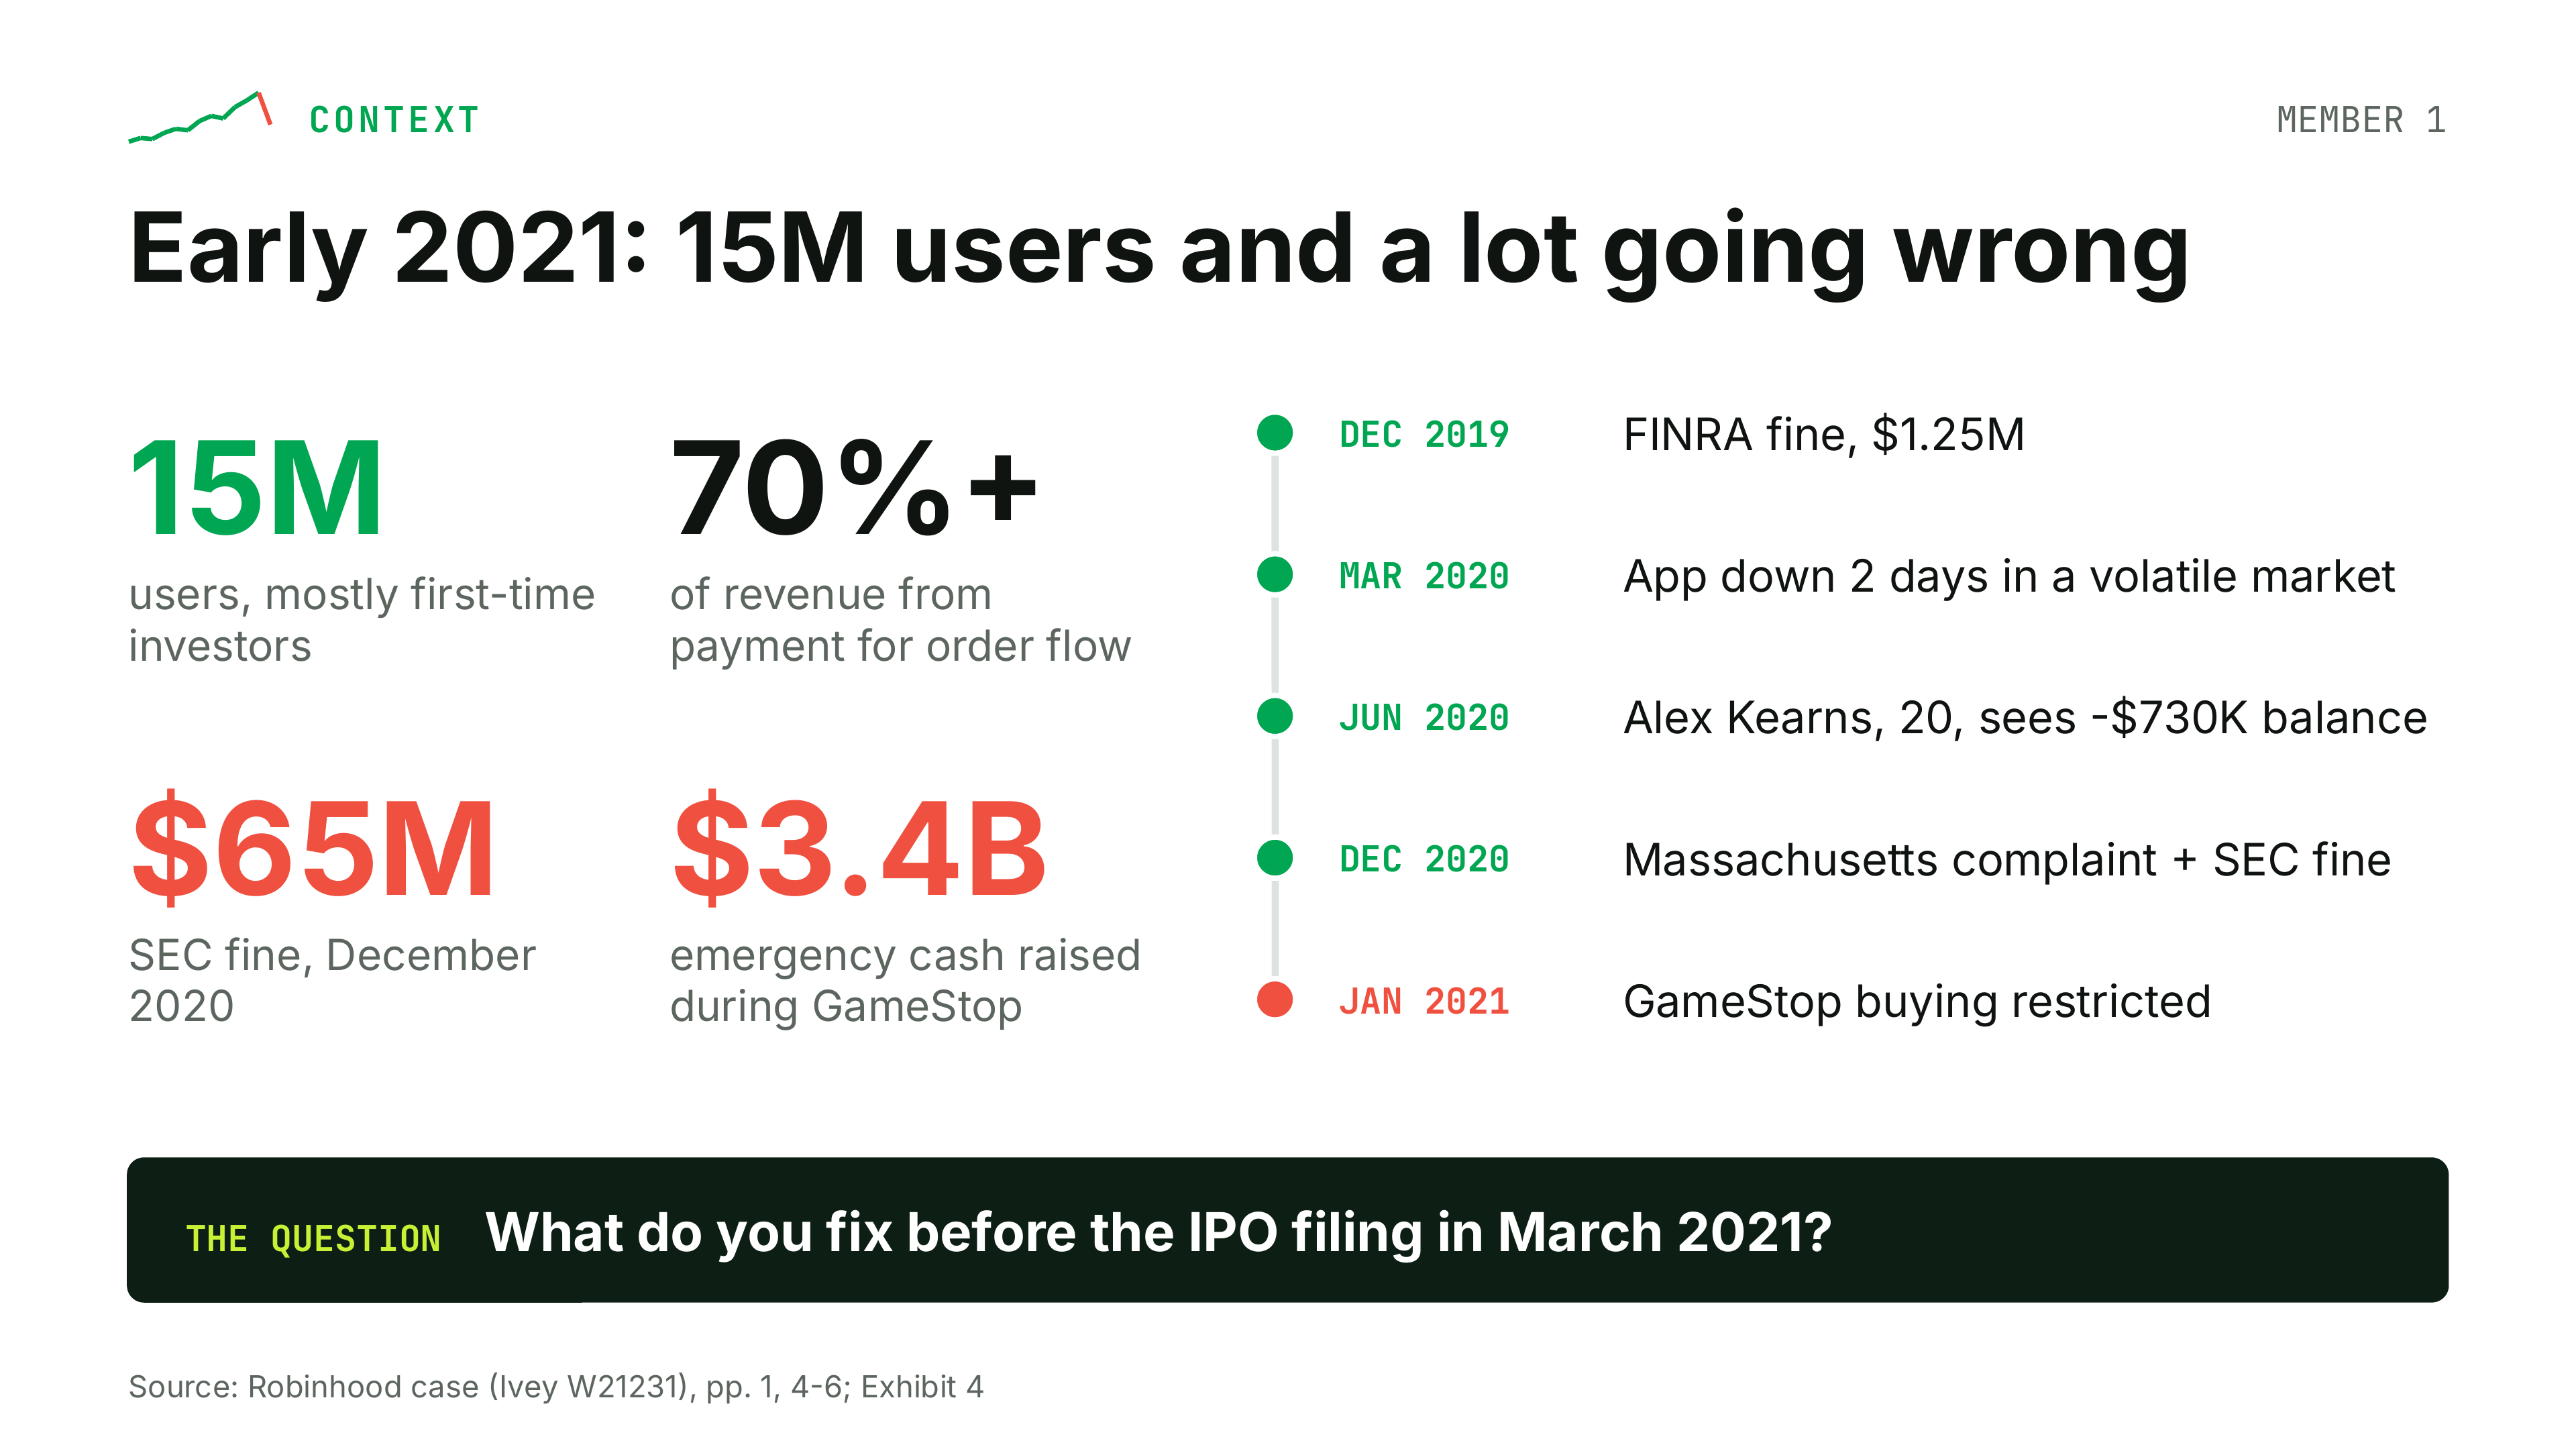 CONTEXT
MEMBER 1
Early 2021: 15M users and a lot going wrong
15M
users, mostly first-time
investors
70%+
of revenue from
payment for order flow
$65M
SEC fine, December
2020
$3.4B
emergency cash raised
during GameStop
DEC 2019 FINRA fine, $1.25M
MAR 2020 App down 2 days in a volatile market
JUN 2020 Alex Kearns, 20, sees -$730K balance
DEC 2020 Massachusetts complaint + SEC fine
JAN 2021 GameStop buying restricted
THE QUESTION What do you fix before the IPO filing in March 2021?
Source: Robinhood case (Ivey W21231), pp. 1, 4-6; Exhibit 4